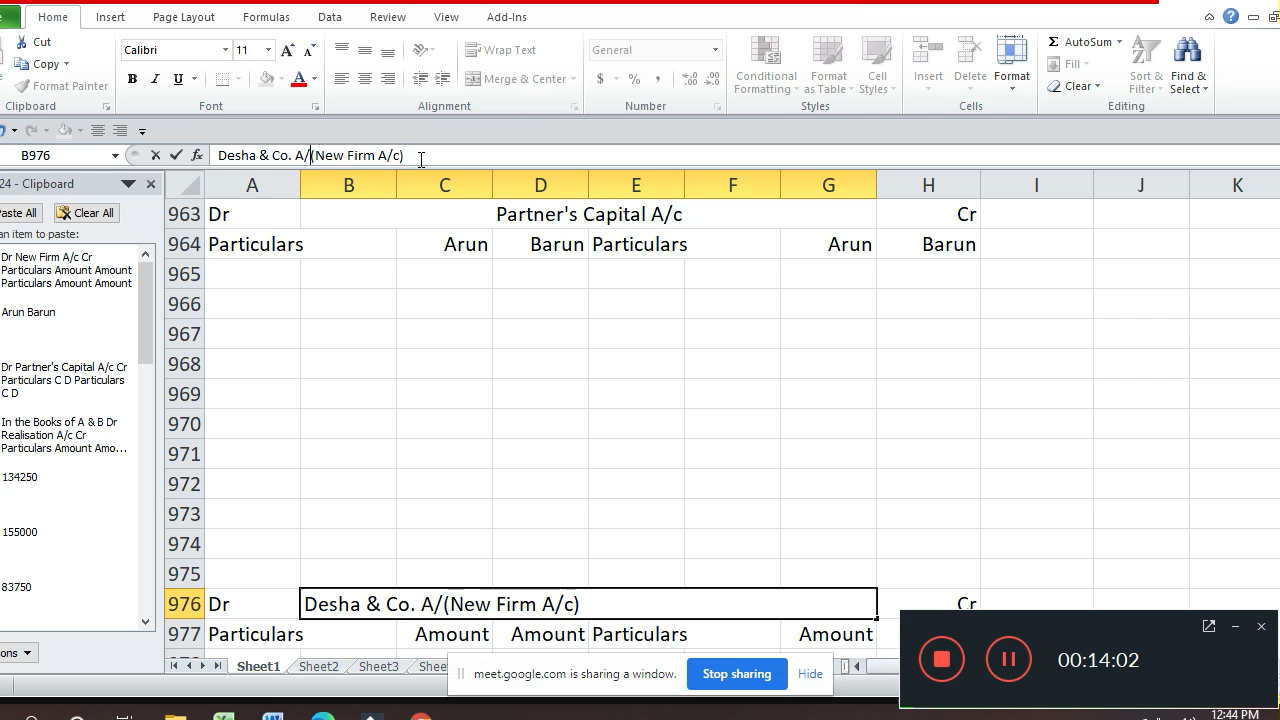 Home Insert Page Layout Formulas Data Review View Add-Ins
Cut
Copy
Format Painter
Clipboard
Calibri 11
B I U A
Font
Wrap Text
Merge & Center
Alignment
General
$ % ,
Number
Conditional Formatting
Format as Table
Cell Styles
Styles
Insert Delete Format
Cells
AutoSum
Fill
Clear
Sort & Filter
Find & Select
Editing
B976 fx Desha & Co. A/(New Firm A/c)
24 - Clipboard
Paste All Clear All
an item to paste:
Dr New Firm A/c Cr
Particulars Amount Amount
Particulars Amount Amount
Arun Barun
Dr Partner's Capital A/c Cr
Particulars C D Particulars
C D
In the Books of A & B Dr
Realisation A/c Cr
Particulars Amount Amo...
134250
155000
83750
A B C D E F G H I J K
963 Dr Partner's Capital A/c Cr
964 Particulars Arun Barun Particulars Arun Barun
965
966
967
968
969
970
971
972
973
974
975
976 Dr Desha & Co. A/(New Firm A/c) Cr
977 Particulars Amount Amount Particulars Amount
Sheet1 Sheet2 Sheet3
meet.google.com is sharing a window. Stop sharing Hide
00:14:02
12:44 PM